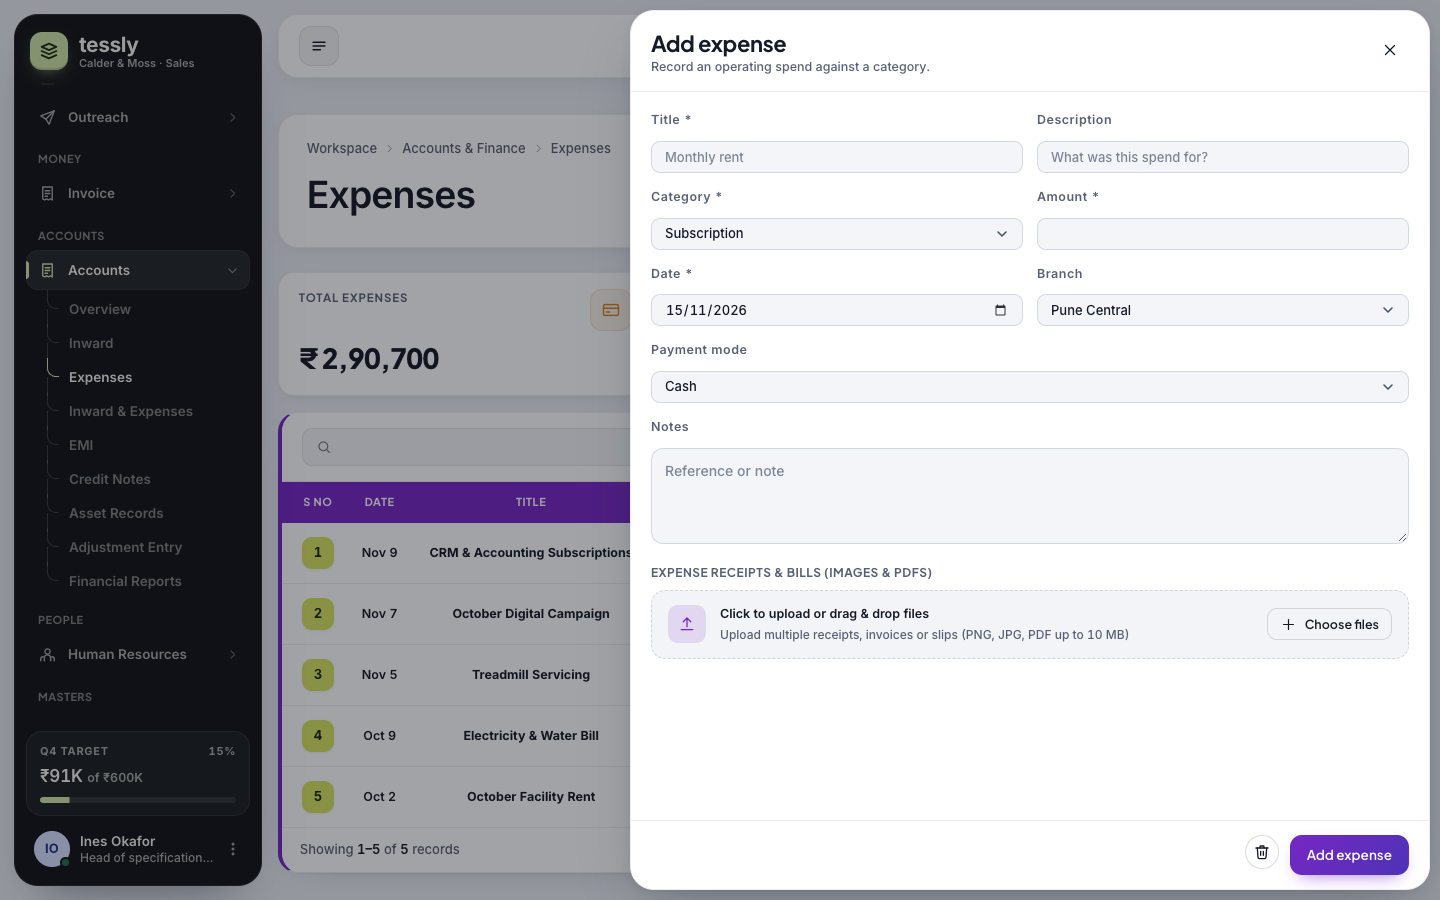 tessly
Calder & Moss · Sales
Outreach
MONEY
Invoice
ACCOUNTS
Accounts
Overview
Inward
Expenses
Inward & Expenses
EMI
Credit Notes
Asset Records
Adjustment Entry
Financial Reports
PEOPLE
Human Resources
MASTERS
Q4 TARGET 15%
₹91K of ₹600K
IO
Ines Okafor
Head of specification...
Workspace > Accounts & Finance > Expenses
Expenses
TOTAL EXPENSES
₹2,90,700
S NO DATE TITLE
1 Nov 9 CRM & Accounting Subscriptions
2 Nov 7 October Digital Campaign
3 Nov 5 Treadmill Servicing
4 Oct 9 Electricity & Water Bill
5 Oct 2 October Facility Rent
Showing 1–5 of 5 records
Add expense
Record an operating spend against a category.
Title * Description
Monthly rent What was this spend for?
Category * Amount *
Subscription
Date * Branch
15/11/2026 Pune Central
Payment mode
Cash
Notes
Reference or note
EXPENSE RECEIPTS & BILLS (IMAGES & PDFS)
Click to upload or drag & drop files
Upload multiple receipts, invoices or slips (PNG, JPG, PDF up to 10 MB)
Choose files
Add expense